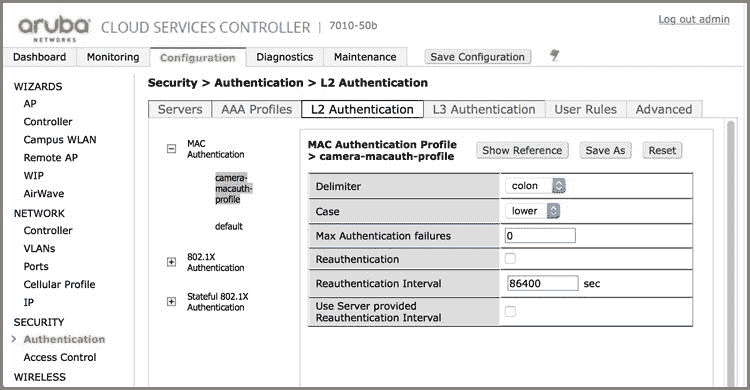 aruba
NETWORKS
CLOUD SERVICES CONTROLLER | 7010-50b
Log out admin
Dashboard Monitoring Configuration Diagnostics Maintenance Save Configuration
WIZARDS
AP
Controller
Campus WLAN
Remote AP
WIP
AirWave
NETWORK
Controller
VLANs
Ports
Cellular Profile
IP
SECURITY
Authentication
Access Control
WIRELESS
Security > Authentication > L2 Authentication
Servers AAA Profiles L2 Authentication L3 Authentication User Rules Advanced
MAC
Authentication
camera-
macauth-
profile
default
802.1X
Authentication
Stateful 802.1X
Authentication
MAC Authentication Profile
> camera-macauth-profile
Show Reference Save As Reset
Delimiter colon
Case lower
Max Authentication failures 0
Reauthentication
Reauthentication Interval 86400 sec
Use Server provided
Reauthentication Interval